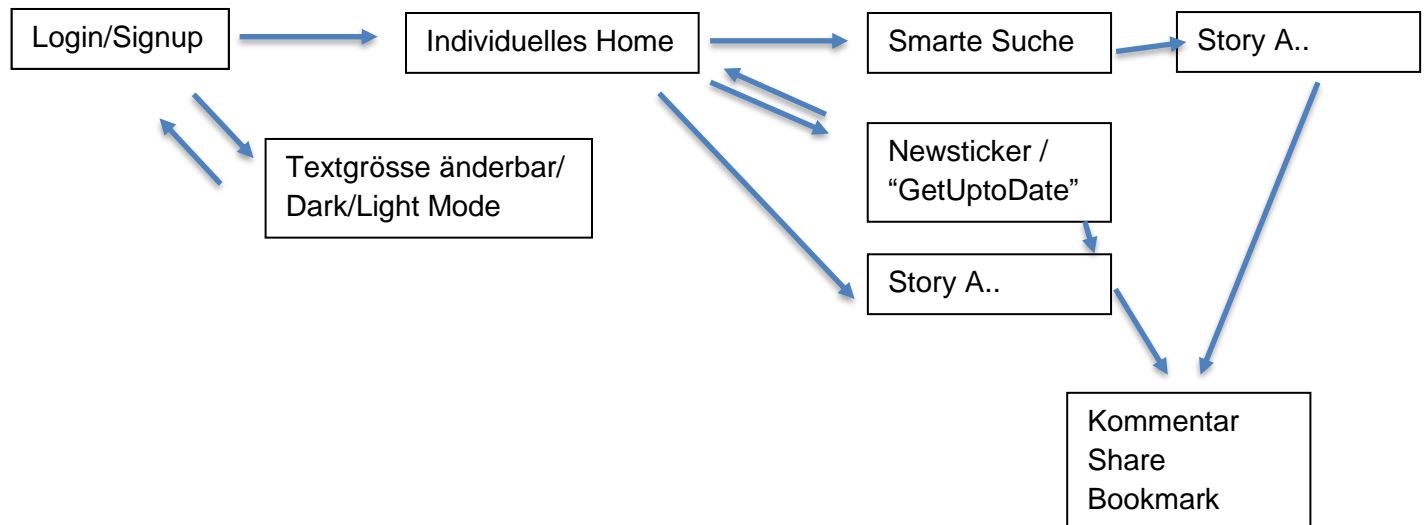 Login/Signup
Individuelles Home
Smarte Suche
Story A..
Textgrösse änderbar/
Dark/Light Mode
Newsticker /
“GetUptoDate”
Story A..
Kommentar
Share
Bookmark